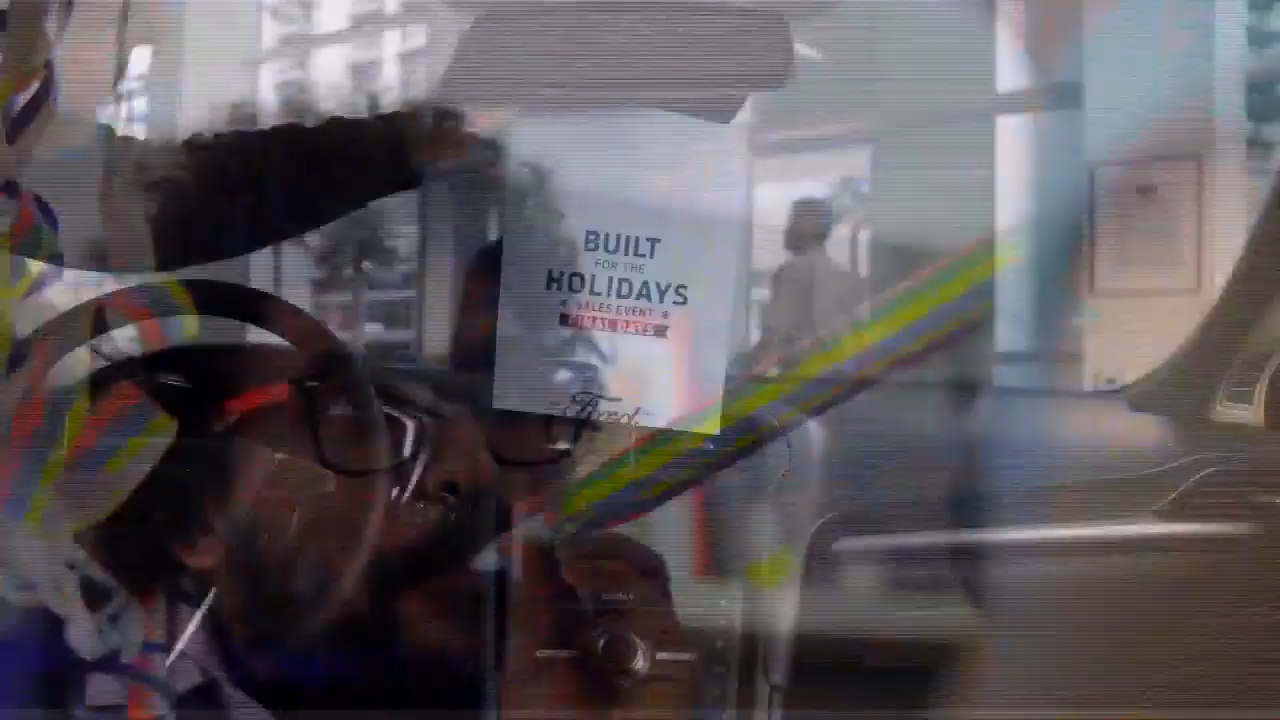 BUILT
FOR THE
HOLIDAYS
SALES EVENT
FINAL DAYS
Ford